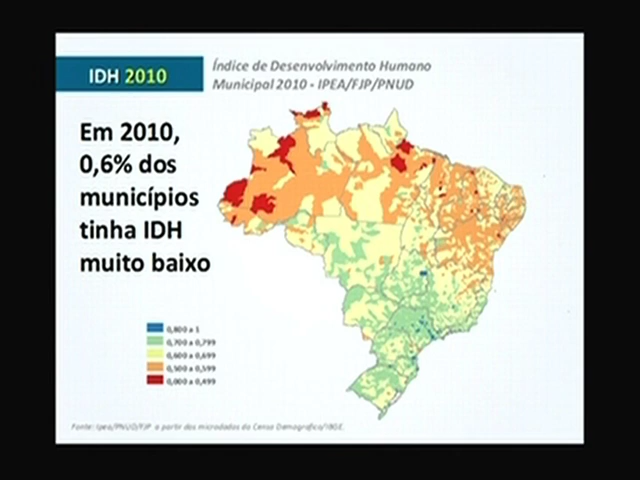 IDH 2010
Índice de Desenvolvimento Humano
Municipal 2010 - IPEA/FJP/PNUD
Em 2010,
0,6% dos
municípios
tinha IDH
muito baixo
0,800 a 1
0,700 a 0,799
0,600 a 0,699
0,500 a 0,599
0,000 a 0,499
Fonte: Ipea/PNUD/FJP a partir dos microdados do Censo Demografico/IBGE.